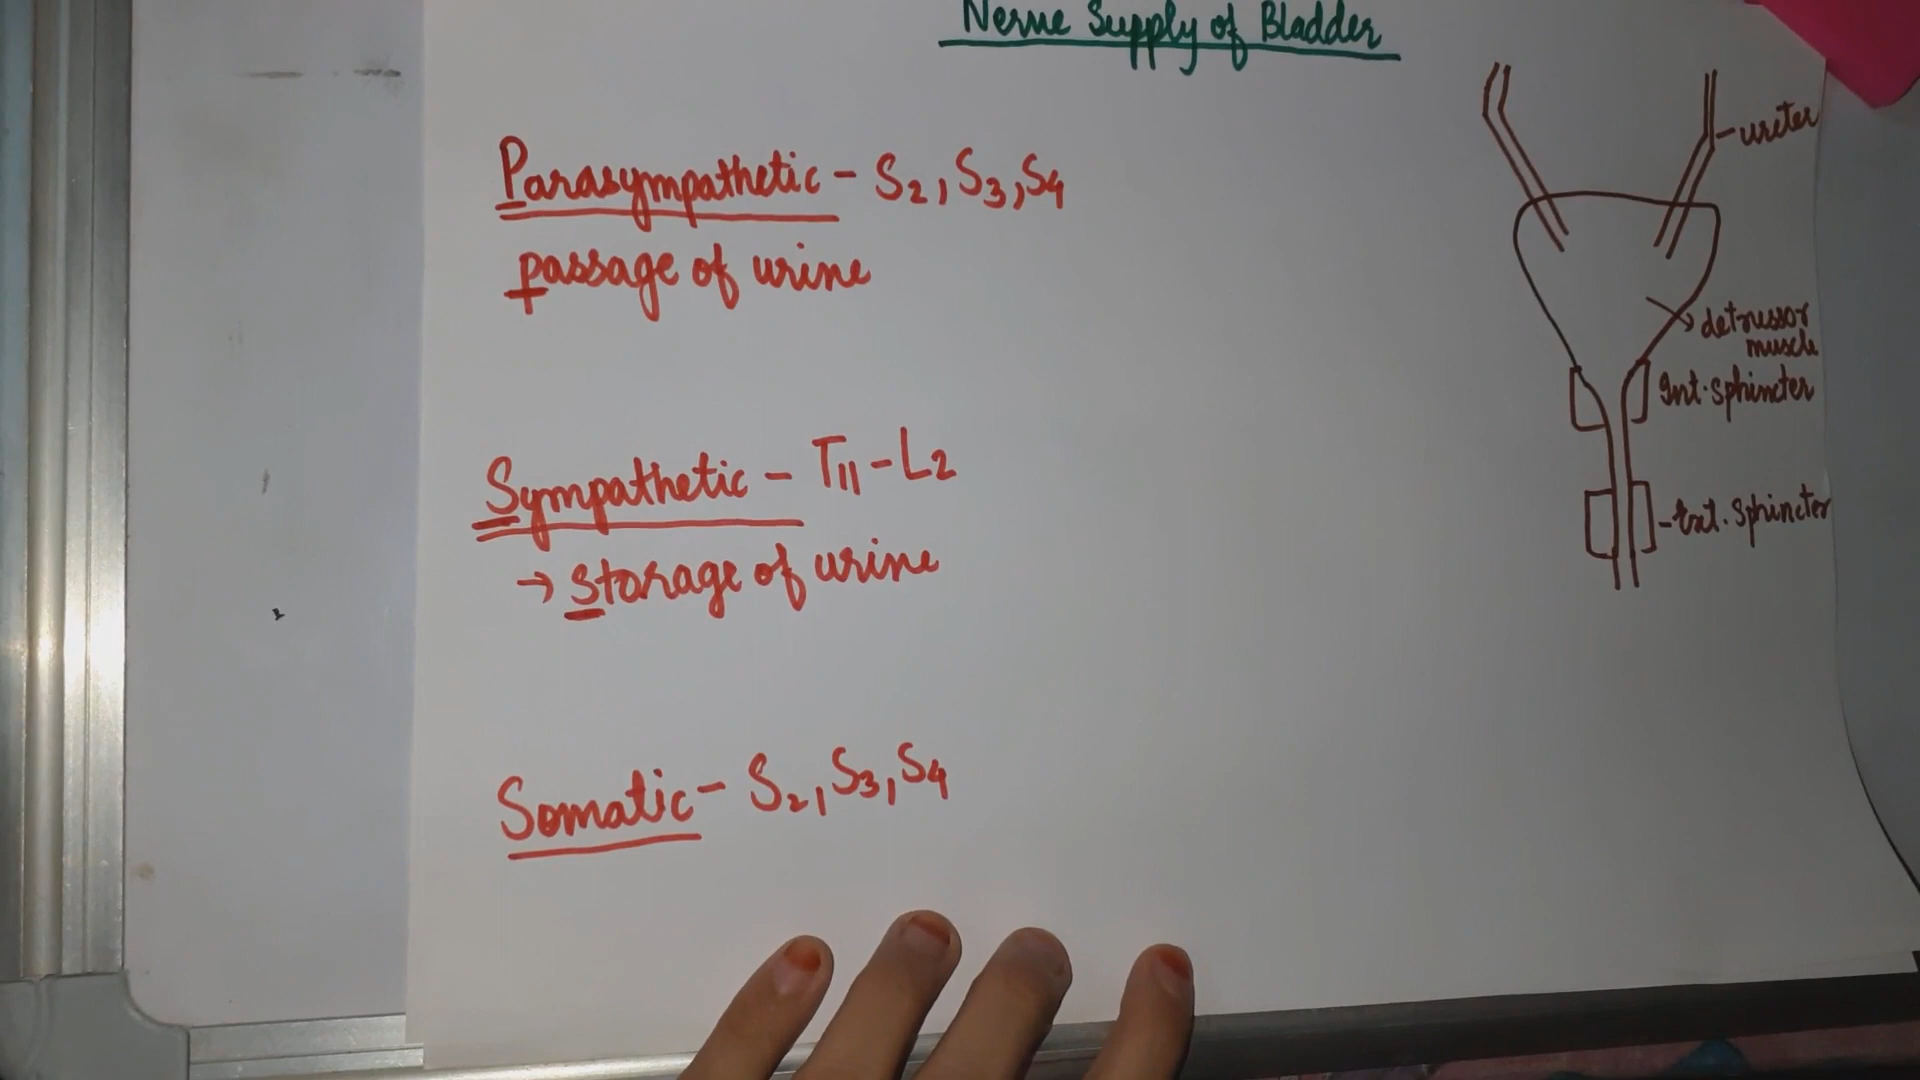 Nerve Supply of Bladder
Parasympathetic - S2, S3, S4
passage of urine
Sympathetic - T11 - L2
→ storage of urine
Somatic - S2, S3, S4
- ureter
detrussor
muscle
Int. sphincter
- Ext. Sphincter